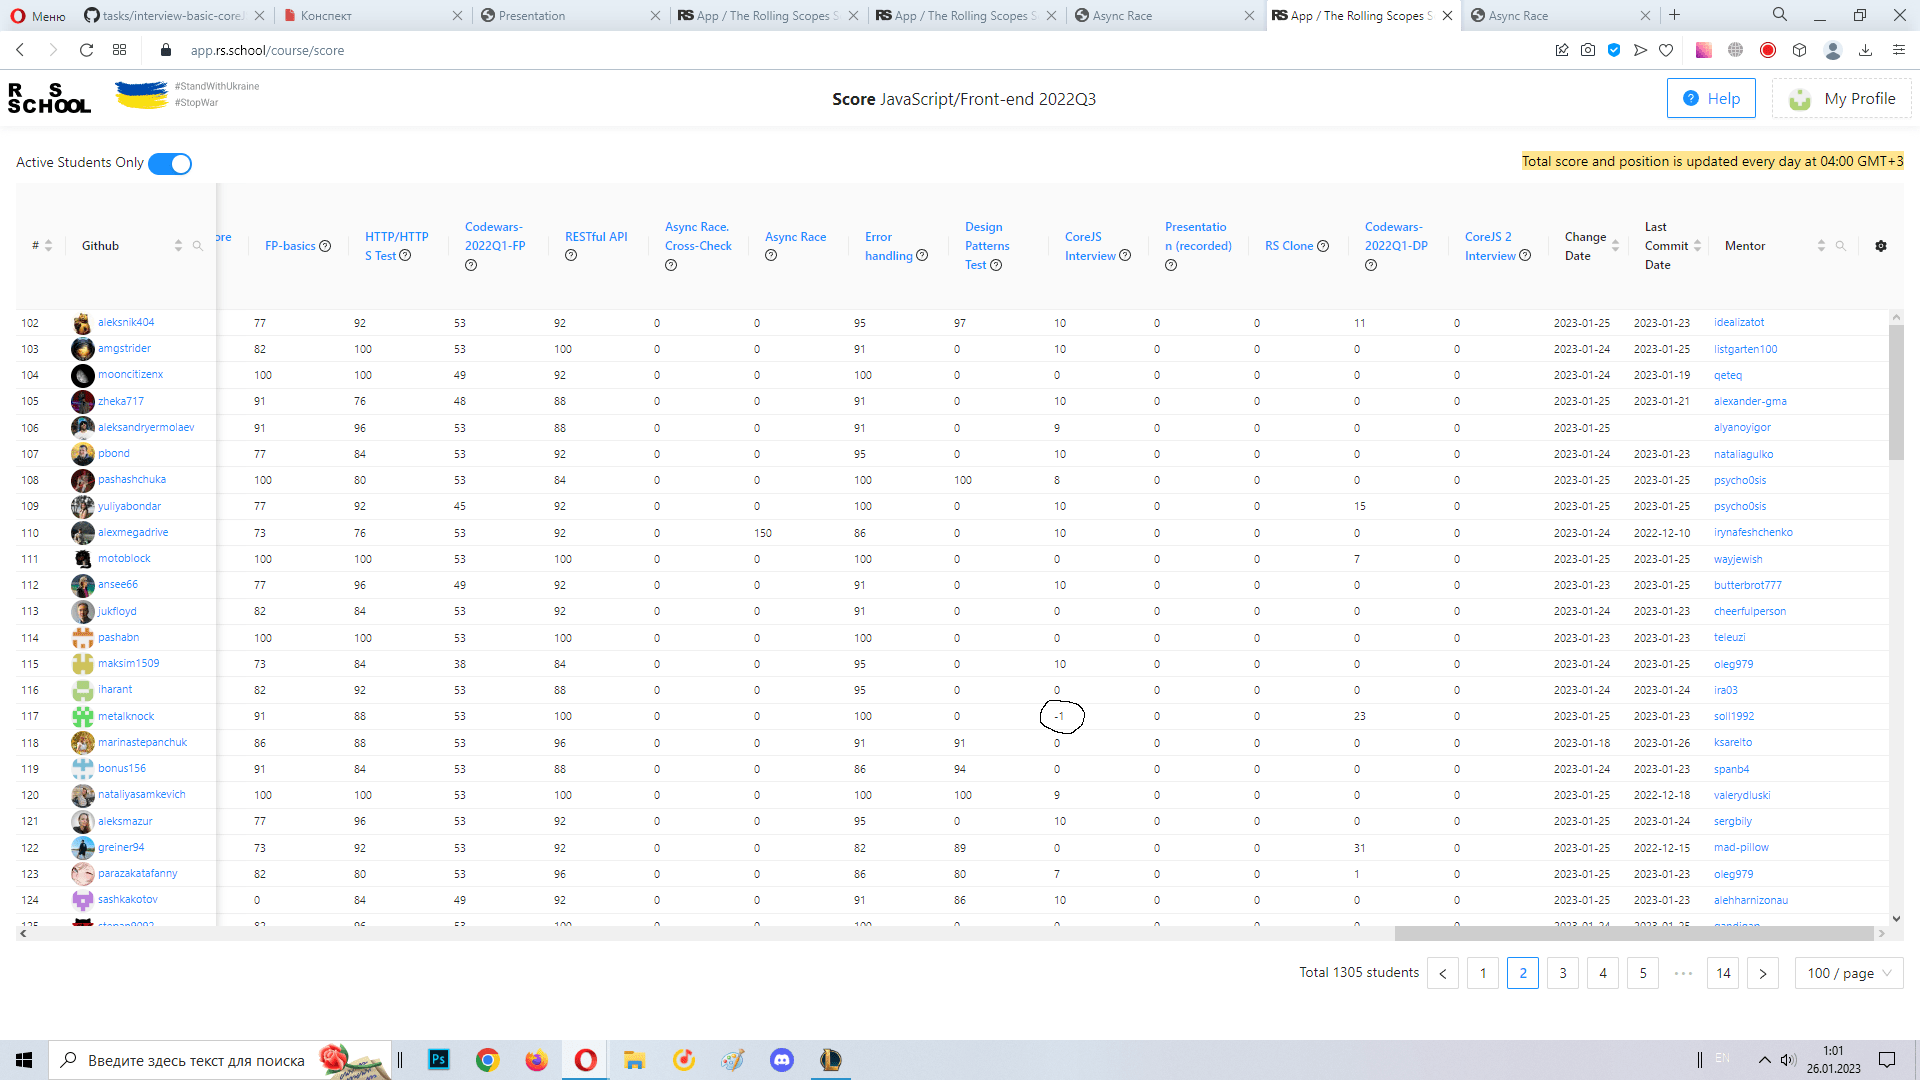 Меню
tasks/interview-basic-coreJ
Конспект
Presentation
RS App / The Rolling Scopes S
RS App / The Rolling Scopes S
Async Race
RS App / The Rolling Scopes S
Async Race
app.rs.school/course/score
R S
SCHOOL
#StandWithUkraine
#StopWar
Score JavaScript/Front-end 2022Q3
? Help
My Profile
Active Students Only
Total score and position is updated every day at 04:00 GMT+3
#
Github
ore
FP-basics ?
HTTP/HTTP
S Test ?
Codewars-
2022Q1-FP
?
RESTful API
?
Async Race.
Cross-Check
?
Async Race
?
Error
handling ?
Design
Patterns
Test ?
CoreJS
Interview ?
Presentatio
n (recorded)
?
RS Clone ?
Codewars-
2022Q1-DP
?
CoreJS 2
Interview ?
Change
Date
Last
Commit
Date
Mentor
102 aleksnik404 77 92 53 92 0 0 95 97 10 0 0 11 0 2023-01-25 2023-01-23 idealizatot
103 amgstrider 82 100 53 100 0 0 91 0 10 0 0 0 0 2023-01-24 2023-01-25 listgarten100
104 mooncitizenx 100 100 49 92 0 0 100 0 0 0 0 0 0 2023-01-24 2023-01-19 qeteq
105 zheka717 91 76 48 88 0 0 91 0 10 0 0 0 0 2023-01-25 2023-01-21 alexander-gma
106 aleksandryermolaev 91 96 53 88 0 0 91 0 9 0 0 0 0 2023-01-25 alyanoyigor
107 pbond 77 84 53 92 0 0 95 0 10 0 0 0 0 2023-01-24 2023-01-23 nataliagulko
108 pashashchuka 100 80 53 84 0 0 100 100 8 0 0 0 0 2023-01-25 2023-01-25 psycho0sis
109 yuliyabondar 77 92 45 92 0 0 100 0 10 0 0 15 0 2023-01-25 2023-01-25 psycho0sis
110 alexmegadrive 73 76 53 92 0 150 86 0 10 0 0 0 0 2023-01-24 2022-12-10 irynafeshchenko
111 motoblock 100 100 53 100 0 0 100 0 0 0 0 7 0 2023-01-25 2023-01-25 wayjewish
112 ansee66 77 96 49 92 0 0 91 0 10 0 0 0 0 2023-01-23 2023-01-25 butterbrot777
113 jukfloyd 82 84 53 92 0 0 91 0 0 0 0 0 0 2023-01-24 2023-01-23 cheerfulperson
114 pashabn 100 100 53 100 0 0 100 0 0 0 0 0 0 2023-01-23 2023-01-23 teleuzi
115 maksim1509 73 84 38 84 0 0 95 0 10 0 0 0 0 2023-01-24 2023-01-25 oleg979
116 iharant 82 92 53 88 0 0 95 0 0 0 0 0 0 2023-01-24 2023-01-24 ira03
117 metalknock 91 88 53 100 0 0 100 0 -1 0 0 23 0 2023-01-25 2023-01-23 soll1992
118 marinastepanchuk 86 88 53 96 0 0 91 91 0 0 0 0 0 2023-01-18 2023-01-26 ksarelto
119 bonus156 91 84 53 88 0 0 86 94 0 0 0 0 0 2023-01-24 2023-01-23 spanb4
120 nataliyasamkevich 100 100 53 100 0 0 100 100 9 0 0 0 0 2023-01-25 2022-12-18 valerydluski
121 aleksmazur 77 96 53 92 0 0 95 0 10 0 0 0 0 2023-01-25 2023-01-24 sergbily
122 greiner94 73 92 53 92 0 0 82 89 0 0 0 31 0 2023-01-25 2022-12-15 mad-pillow
123 parazakatafanny 82 80 53 96 0 0 86 80 7 0 0 1 0 2023-01-25 2023-01-23 oleg979
124 sashkakotov 0 84 49 92 0 0 91 86 10 0 0 0 0 2023-01-25 2023-01-23 alehharnizonau
Total 1305 students < 1 2 3 4 5 ••• 14 > 100 / page
Введите здесь текст для поиска
Ps
EN
1:01
26.01.2023